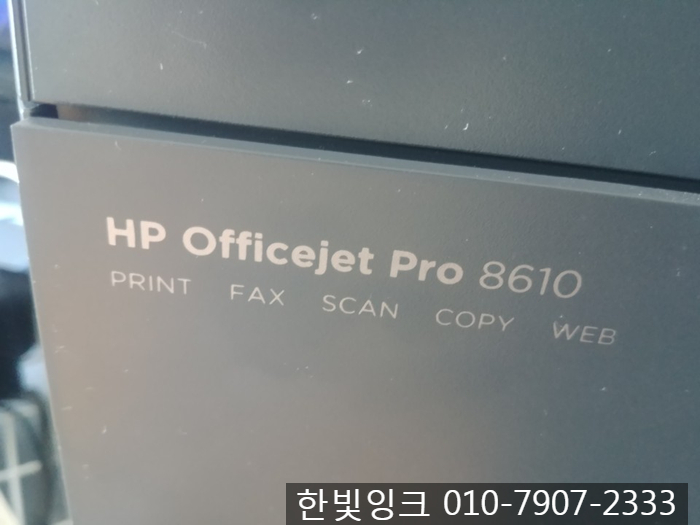 HP Officejet Pro 8610
PRINT FAX SCAN COPY WEB
한빛잉크 010-7907-2333